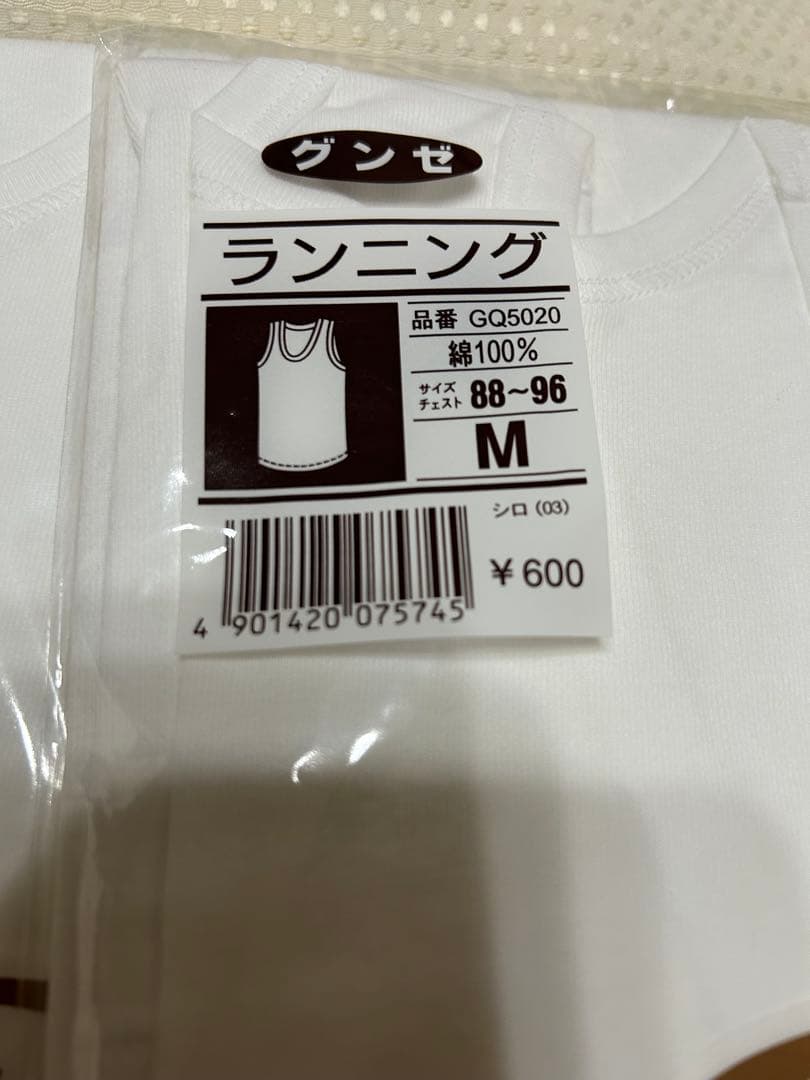 グンゼ
ランニング
品番 GQ5020
綿100%
サイズ
チェスト 88~96
M
シロ (03)
¥600
4 901420 075745